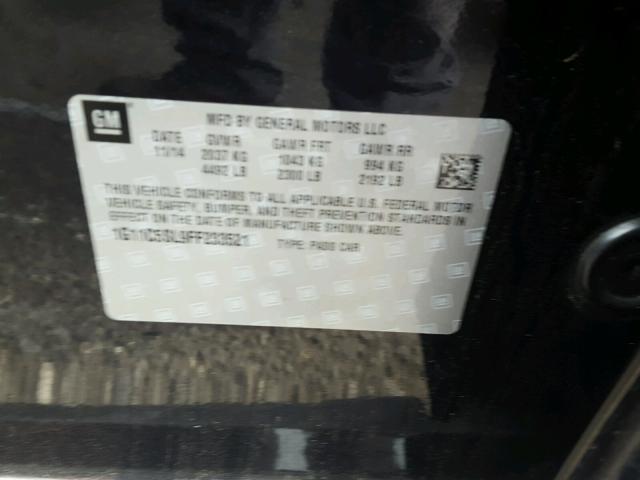 GM
MFD BY GENERAL MOTORS LLC
DATE GVWR GAWR FRT GAWR RR
11/14 2037 KG 1043 KG 994 KG
4492 LB 2300 LB 2192 LB
THIS VEHICLE CONFORMS TO ALL APPLICABLE U.S. FEDERAL MOTOR
VEHICLE SAFETY, BUMPER, AND THEFT PREVENTION STANDARDS IN
EFFECT ON THE DATE OF MANUFACTURE SHOWN ABOVE.
1G11C5SL9FF233521 TYPE: PASS CAR